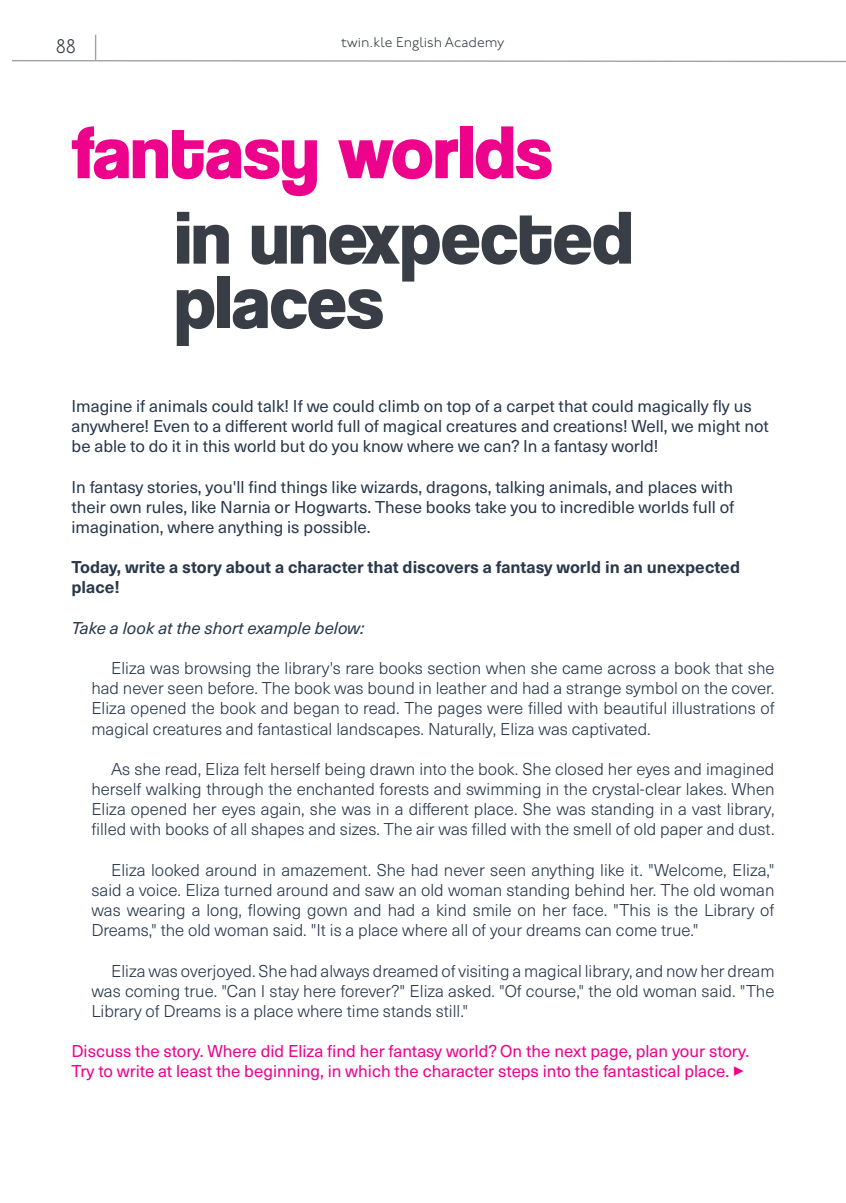 88
twin.kle English Academy
fantasy worlds
in unexpected
places
Imagine if animals could talk! If we could climb on top of a carpet that could magically fly us
anywhere! Even to a different world full of magical creatures and creations! Well, we might not
be able to do it in this world but do you know where we can? In a fantasy world!
In fantasy stories, you'll find things like wizards, dragons, talking animals, and places with
their own rules, like Narnia or Hogwarts. These books take you to incredible worlds full of
imagination, where anything is possible.
Today, write a story about a character that discovers a fantasy world in an unexpected
place!
Take a look at the short example below:
Eliza was browsing the library's rare books section when she came across a book that she
had never seen before. The book was bound in leather and had a strange symbol on the cover.
Eliza opened the book and began to read. The pages were filled with beautiful illustrations of
magical creatures and fantastical landscapes. Naturally, Eliza was captivated.
As she read, Eliza felt herself being drawn into the book. She closed her eyes and imagined
herself walking through the enchanted forests and swimming in the crystal-clear lakes. When
Eliza opened her eyes again, she was in a different place. She was standing in a vast library,
filled with books of all shapes and sizes. The air was filled with the smell of old paper and dust.
Eliza looked around in amazement. She had never seen anything like it. "Welcome, Eliza,"
said a voice. Eliza turned around and saw an old woman standing behind her. The old woman
was wearing a long, flowing gown and had a kind smile on her face. "This is the Library of
Dreams," the old woman said. "It is a place where all of your dreams can come true."
Eliza was overjoyed. She had always dreamed of visiting a magical library, and now her dream
was coming true. "Can I stay here forever?" Eliza asked. "Of course," the old woman said. "The
Library of Dreams is a place where time stands still."
Discuss the story. Where did Eliza find her fantasy world? On the next page, plan your story.
Try to write at least the beginning, in which the character steps into the fantastical place. ▶